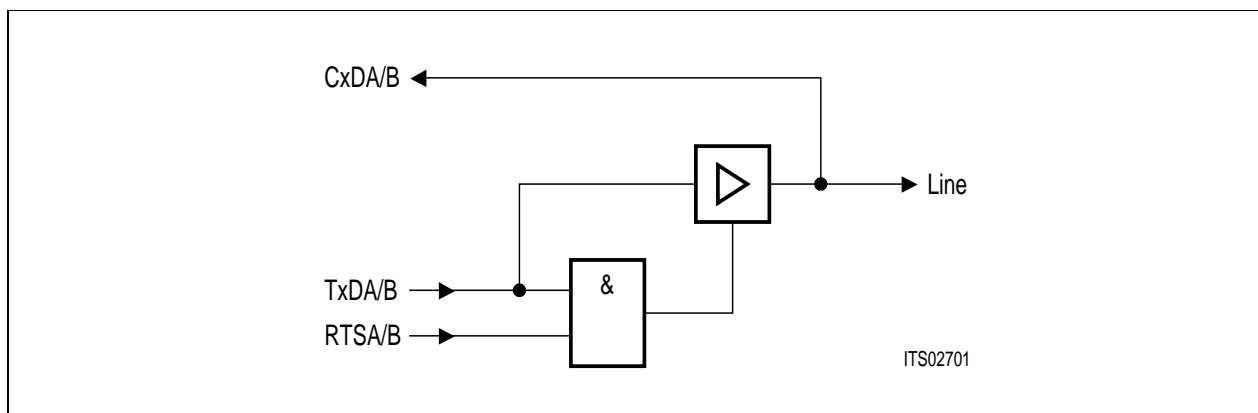 CxDA/B
Line
TxDA/B
&
RTSA/B
ITS02701